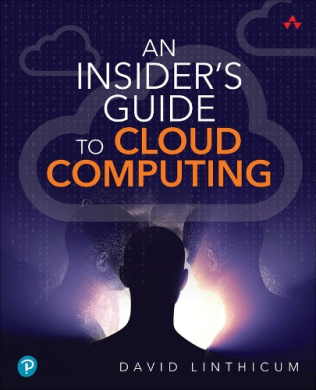 AN
INSIDER'S
GUIDE
TO CLOUD
COMPUTING
P
DAVID LINTHICUM